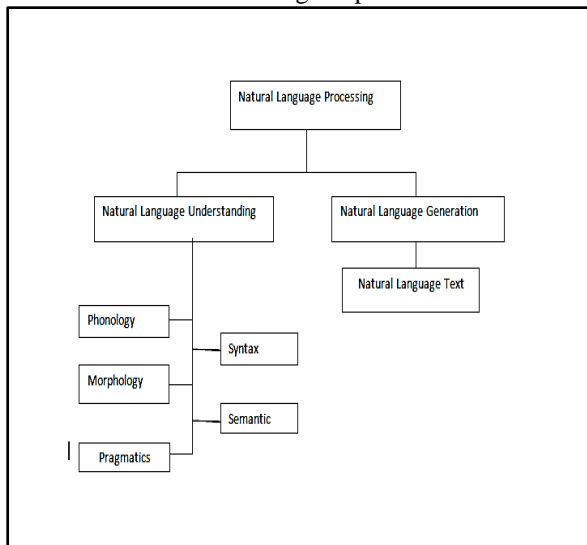 Natural Language Processing
Natural Language Understanding
Natural Language Generation
Natural Language Text
Phonology
Syntax
Morphology
Semantic
Pragmatics